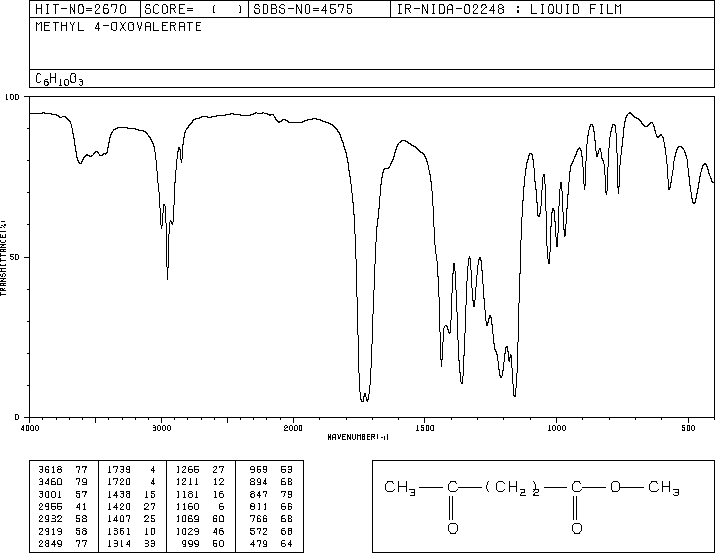 HIT-NO=2670 SCORE= ( ) SDBS-NO=4575 IR-NIDA-02248 : LIQUID FILM
METHYL 4-OXOVALERATE
C6H10O3
100
50
0
TRANSMITTANCE(%)
4000 3000 2000 1500 1000 500
WAVENUMBER(-1)
3618 77 1739 4 1266 27 969 53
3460 79 1720 4 1211 12 894 68
3001 57 1438 15 1181 16 847 79
2955 41 1420 27 1160 6 811 66
2932 58 1407 25 1069 60 766 68
2919 58 1361 10 1029 46 572 68
2849 77 1314 33 999 50 479 64
CH3 C (CH2)2 C O CH3
O O